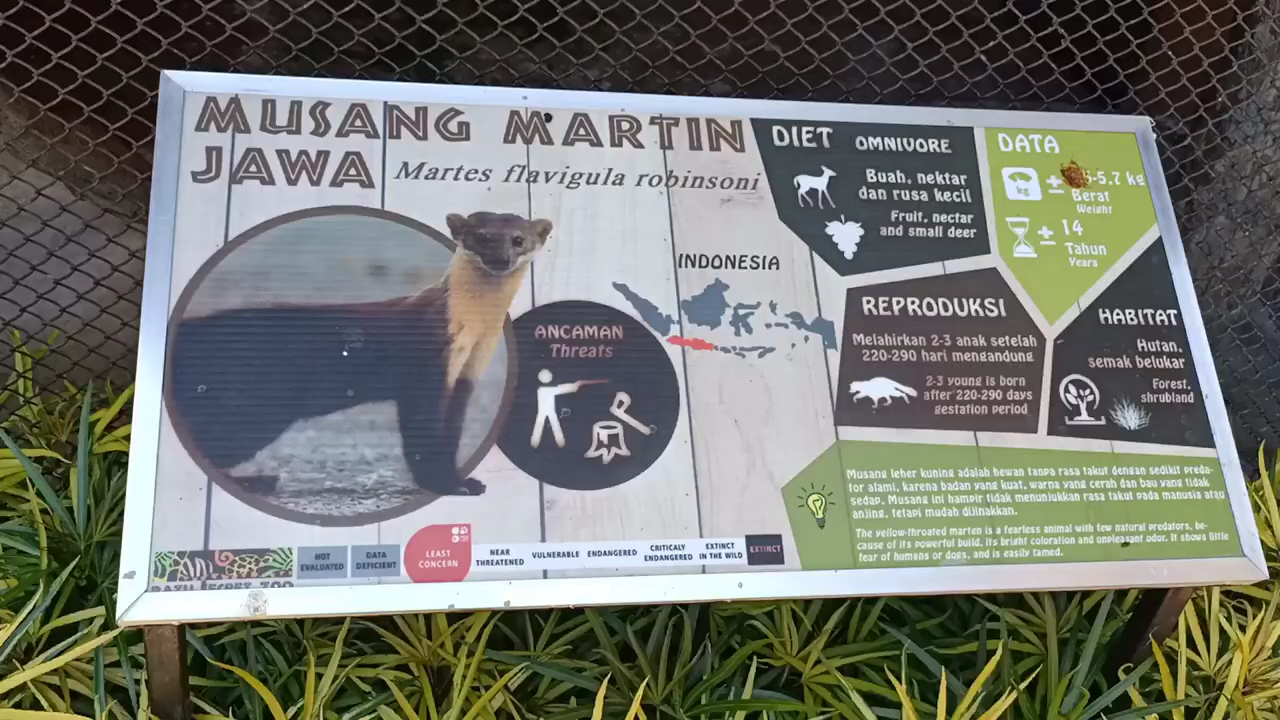 MUSANG MARTIN
JAWA
Martes flavigula robinsoni
DIET OMNIVORE
Buah, nektar
dan rusa kecil
Fruit, nectar
and small deer
DATA
kg
± 5-5.7 kg
Berat
Weight
± 14
Tahun
Years
INDONESIA
ANCAMAN
Threats
REPRODUKSI
Melahirkan 2-3 anak setelah
220-290 hari mengandung
2-3 young is born
after 220-290 days
gestation period
HABITAT
Hutan,
semak belukar
Forest,
shrubland
Musang leher kuning adalah hewan tanpa rasa takut dengan sedikit preda-
tor alami, karena badan yang kuat, warna yang cerah dan bau yang tidak
sedap. Musang ini hampir tidak menunjukkan rasa takut pada manusia atau
anjing, tetapi mudah dijinakkan.
The yellow-throated marten is a fearless animal with few natural predators, be-
cause of its powerful build, its bright coloration and unpleasant odor. It shows little
fear of humans or dogs, and is easily tamed.
NOT
EVALUATED
DATA
DEFICIENT
LEAST
CONCERN
NEAR
THREATENED
VULNERABLE
ENDANGERED
CRITICALY
ENDANGERED
EXTINCT
IN THE WILD
EXTINCT
BATU SECRET ZOO